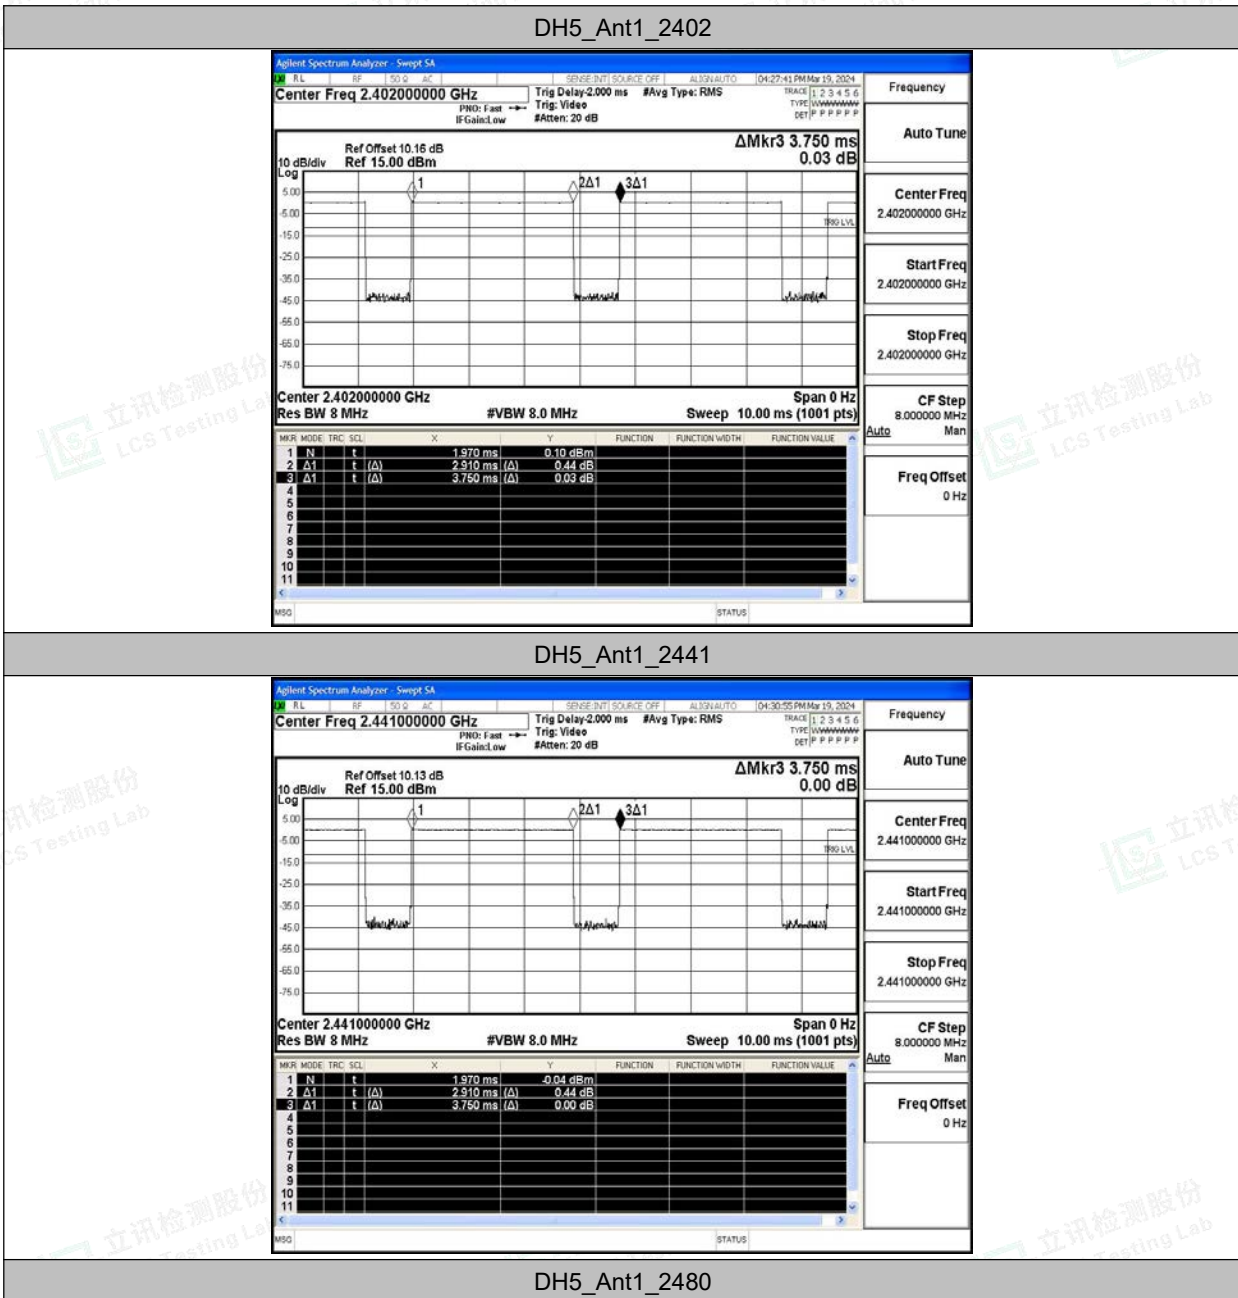 DH5_Ant1_2402
Agilent Spectrum Analyzer - Swept SA
RL RF 50 Ω AC SENSE:INT SOURCE OFF ALIGNAUTO 04:27:41 PM Mar 19, 2024
Center Freq 2.402000000 GHz
Trig Delay-2.000 ms #Avg Type: RMS
TRACE 1 2 3 4 5 6
PNO: Fast
Trig: Video
TYPE
IFGain:Low
#Atten: 20 dB
DET P P P P P P
Frequency
Auto Tune
Center Freq
2.402000000 GHz
Start Freq
2.402000000 GHz
Stop Freq
2.402000000 GHz
CF Step
8.000000 MHz
Auto Man
Freq Offset
0 Hz
ΔMkr3 3.750 ms
0.03 dB
Ref Offset 10.16 dB
10 dB/div Ref 15.00 dBm
Log
5.00
-5.00
-15.0
-25.0
-35.0
-45.0
-55.0
-65.0
-75.0
1
2Δ1
3Δ1
TRIG LVL
Center 2.402000000 GHz Span 0 Hz
Res BW 8 MHz #VBW 8.0 MHz Sweep 10.00 ms (1001 pts)
MKR MODE TRC SCL X Y FUNCTION FUNCTION WIDTH FUNCTION VALUE
1 N t 1.970 ms 0.10 dBm
2 Δ1 t (Δ) 2.910 ms (Δ) 0.44 dB
3 Δ1 t (Δ) 3.750 ms (Δ) 0.03 dB
4
5
6
7
8
9
10
11
MSG STATUS
DH5_Ant1_2441
Agilent Spectrum Analyzer - Swept SA
RL RF 50 Ω AC SENSE:INT SOURCE OFF ALIGNAUTO 04:30:55 PM Mar 19, 2024
Center Freq 2.441000000 GHz
Trig Delay-2.000 ms #Avg Type: RMS
TRACE 1 2 3 4 5 6
PNO: Fast
Trig: Video
TYPE
IFGain:Low
#Atten: 20 dB
DET P P P P P P
Frequency
Auto Tune
Center Freq
2.441000000 GHz
Start Freq
2.441000000 GHz
Stop Freq
2.441000000 GHz
CF Step
8.000000 MHz
Auto Man
Freq Offset
0 Hz
ΔMkr3 3.750 ms
0.00 dB
Ref Offset 10.13 dB
10 dB/div Ref 15.00 dBm
Log
5.00
-5.00
-15.0
-25.0
-35.0
-45.0
-55.0
-65.0
-75.0
1
2Δ1
3Δ1
TRIG LVL
Center 2.441000000 GHz Span 0 Hz
Res BW 8 MHz #VBW 8.0 MHz Sweep 10.00 ms (1001 pts)
MKR MODE TRC SCL X Y FUNCTION FUNCTION WIDTH FUNCTION VALUE
1 N t 1.970 ms -0.04 dBm
2 Δ1 t (Δ) 2.910 ms (Δ) 0.44 dB
3 Δ1 t (Δ) 3.750 ms (Δ) 0.00 dB
4
5
6
7
8
9
10
11
MSG STATUS
DH5_Ant1_2480
立讯检测股份
LCS Testing Lab